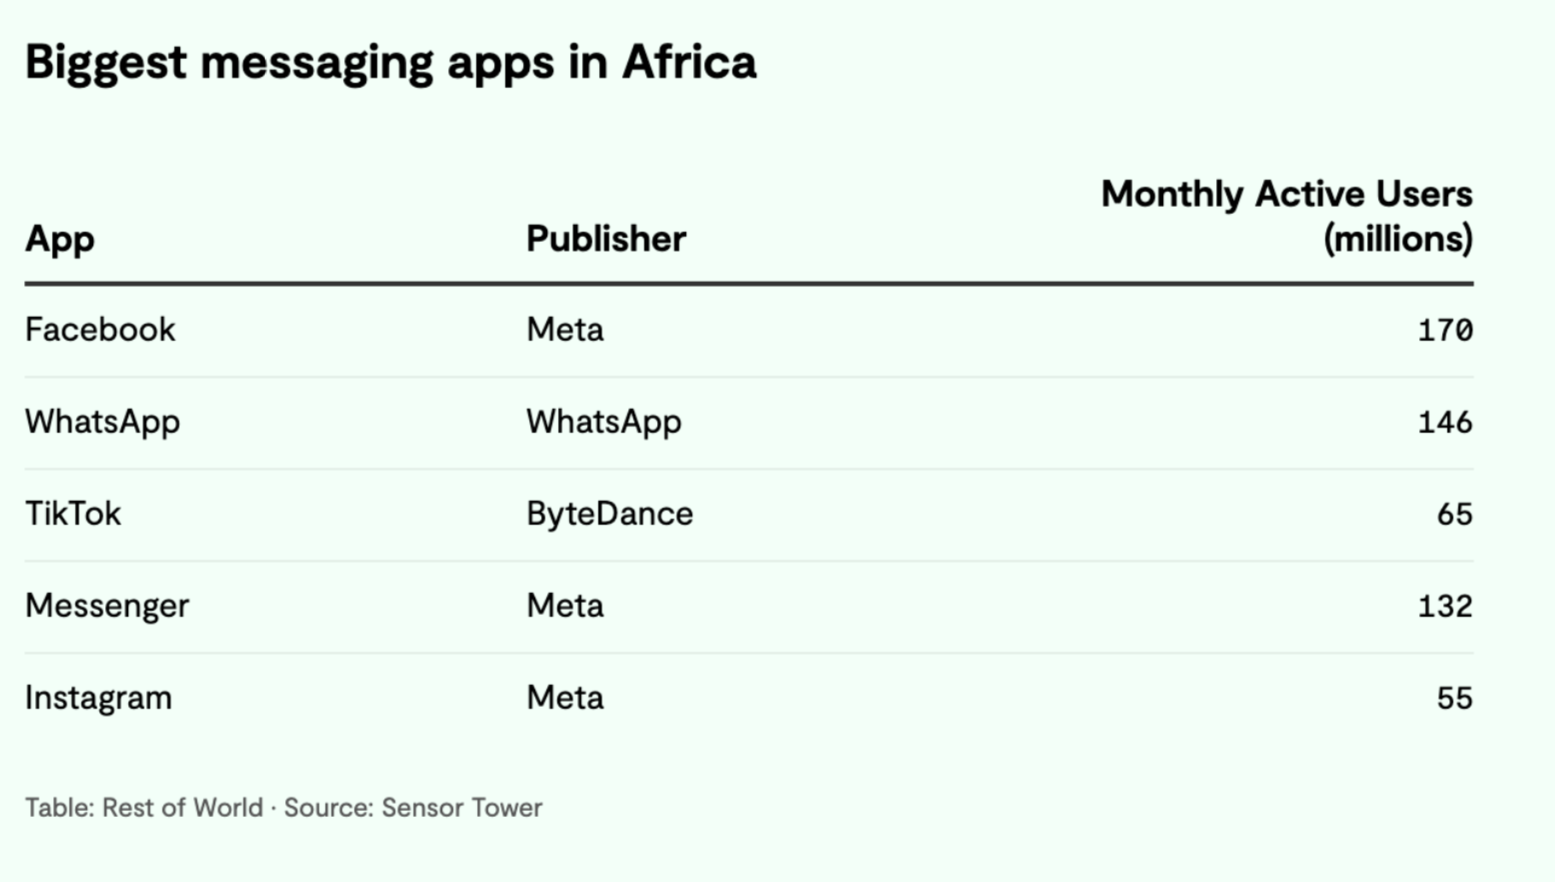 Biggest messaging apps in Africa
App Publisher Monthly Active Users (millions)
Facebook Meta 170
WhatsApp WhatsApp 146
TikTok ByteDance 65
Messenger Meta 132
Instagram Meta 55
Table: Rest of World · Source: Sensor Tower